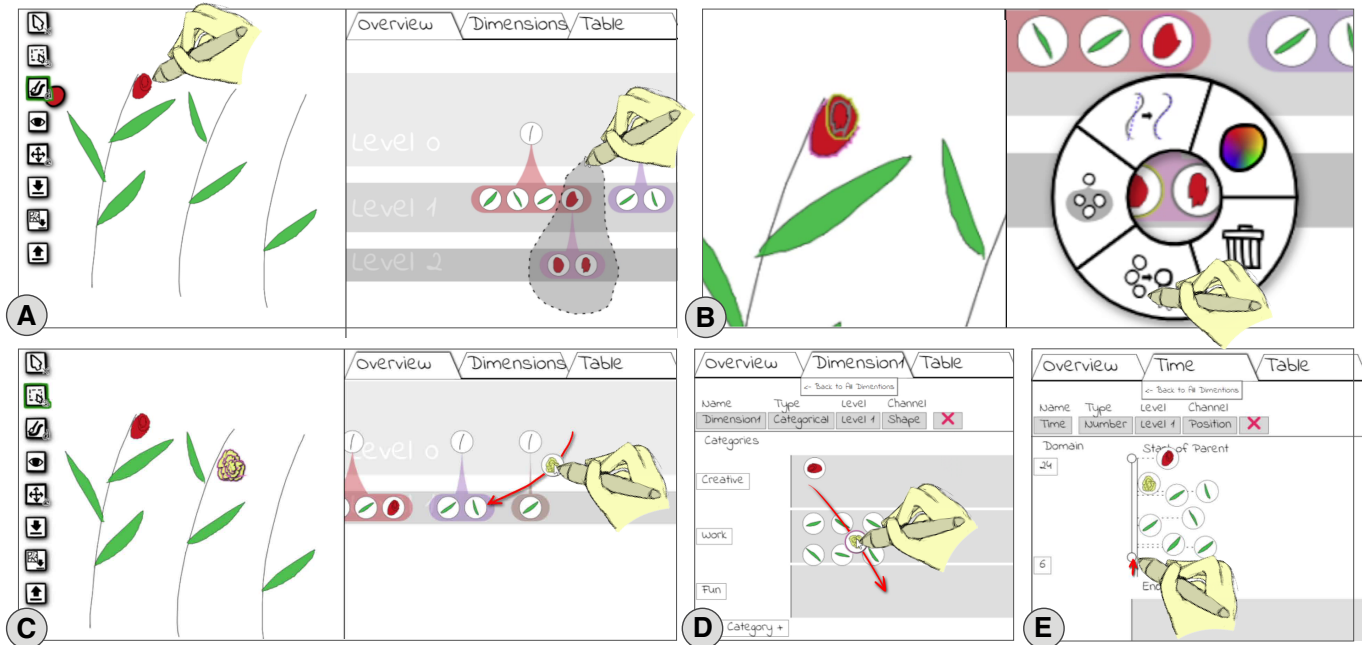 Overview Dimensions Table
Level 0
Level 1
Level 2
A
B
Overview Dimensions Table
Level 0
C
Overview Dimension1 Table
<- Back to All Dimentions
Name Type Level Channel
Dimension1 Categorical Level 1 Shape
Categories
Creative
Work
Fun
Category +
D
Overview Time Table
<- Back to All Dimentions
Name Type Level Channel
Time Number Level 1 Position
Domain Start of Parent
24
6
E